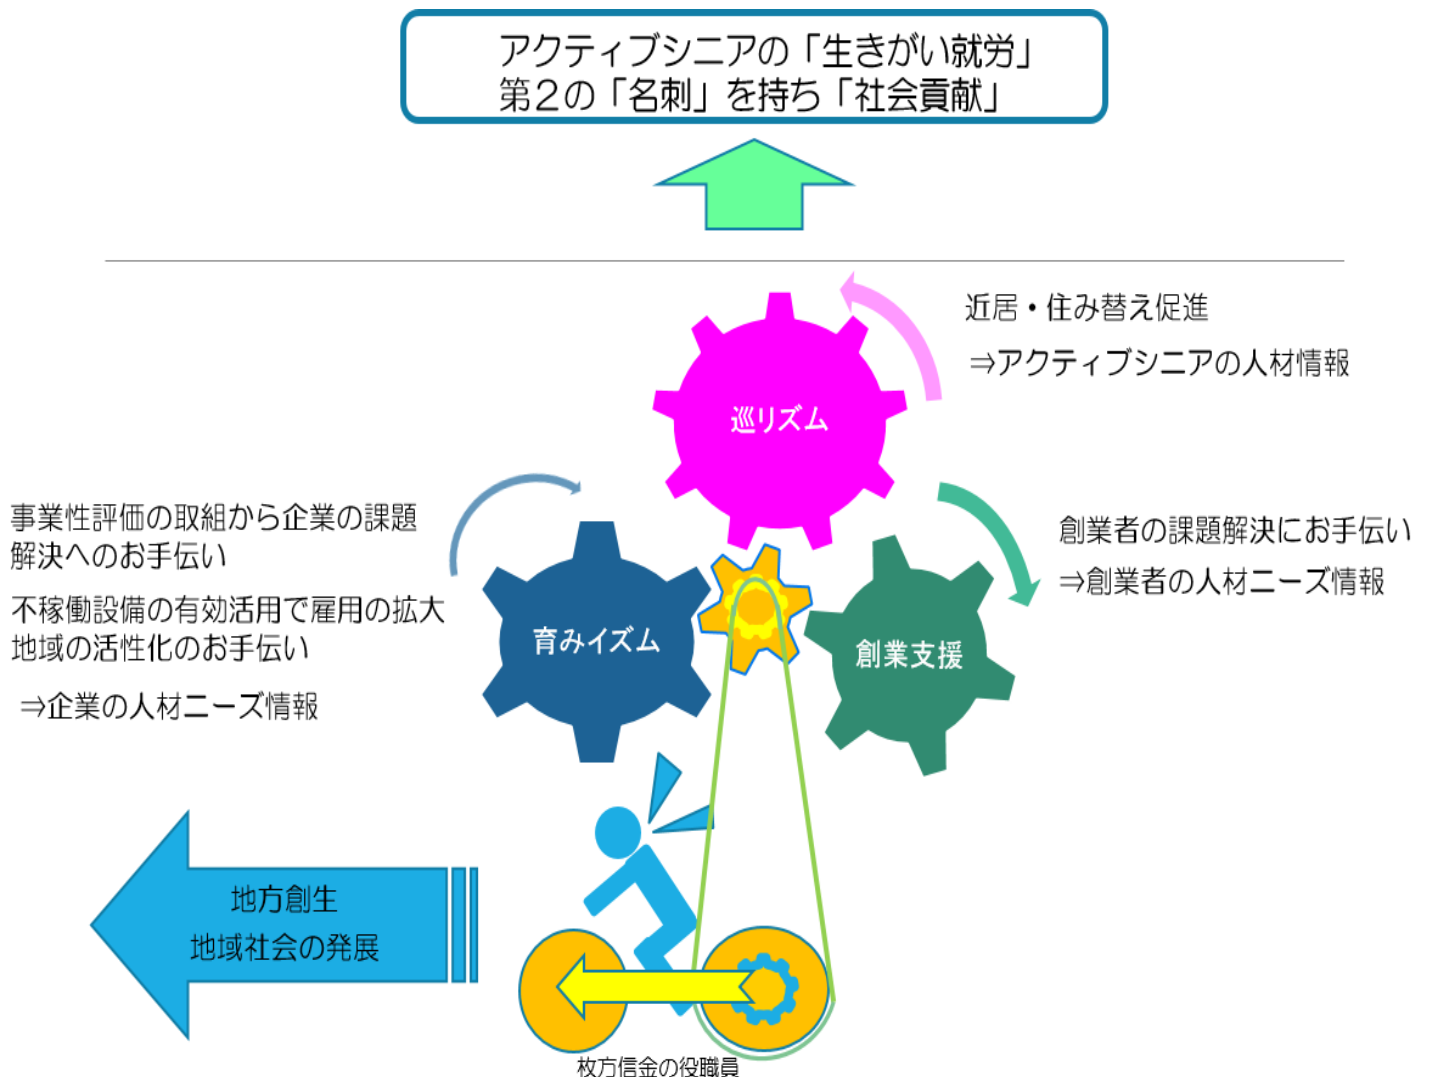 アクティブシニアの「生きがい就労」
第２の「名刺」を持ち「社会貢献」
近居・住み替え促進
⇒アクティブシニアの人材情報
巡リズム
事業性評価の取組から企業の課題
解決へのお手伝い
不稼働設備の有効活用で雇用の拡大
地域の活性化のお手伝い
⇒企業の人材ニーズ情報
育みイズム
創業支援
創業者の課題解決にお手伝い
⇒創業者の人材ニーズ情報
地方創生
地域社会の発展
枚方信金の役職員